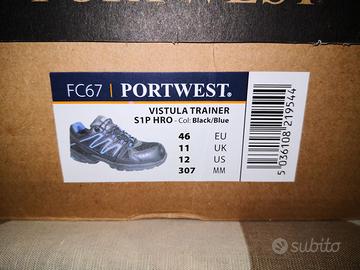 PORTWEST
FC67 PORTWEST®
VISTULA TRAINER
S1P HRO - Col: Black/Blue
46 EU
11 UK
12 US
307 MM
5 036108 219544
subito